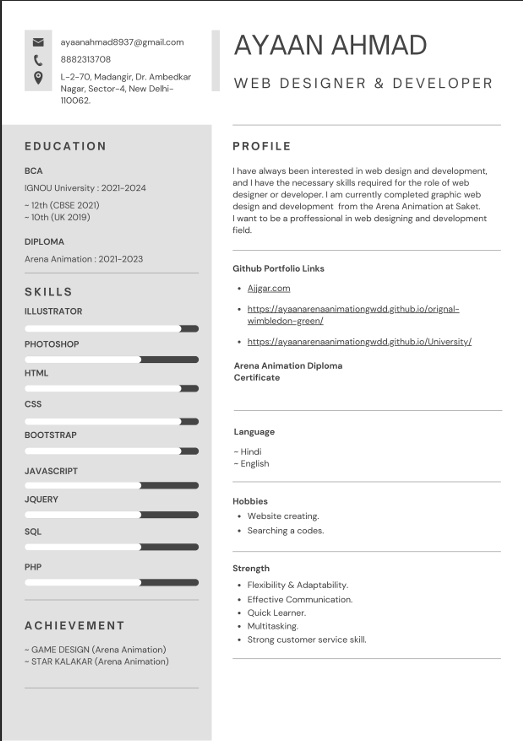 ayaanahmad8937@gmail.com
8882313708
L-2-70, Madangir, Dr. Ambedkar
Nagar, Sector-4, New Delhi-
110062.
AYAAN AHMAD
WEB DESIGNER & DEVELOPER
EDUCATION
BCA
IGNOU University : 2021-2024
~ 12th (CBSE 2021)
~ 10th (UK 2019)
DIPLOMA
Arena Animation : 2021-2023
SKILLS
ILLUSTRATOR
PHOTOSHOP
HTML
CSS
BOOTSTRAP
JAVASCRIPT
JQUERY
SQL
PHP
ACHIEVEMENT
~ GAME DESIGN (Arena Animation)
~ STAR KALAKAR (Arena Animation)
PROFILE
I have always been interested in web design and development,
and I have the necessary skills required for the role of web
designer or developer. I am currently completed graphic web
design and development from the Arena Animation at Saket.
I want to be a proffessional in web designing and development
field.
Github Portfolio Links
• Ajjgar.com
• https://ayaanarenaanimationgwdd.github.io/orignal-
wimbledon-green/
• https://ayaanarenaanimationgwdd.github.io/University/
Arena Animation Diploma
Certificate
Language
~ Hindi
~ English
Hobbies
• Website creating.
• Searching a codes.
Strength
• Flexibility & Adaptability.
• Effective Communication.
• Quick Learner.
• Multitasking.
• Strong customer service skill.